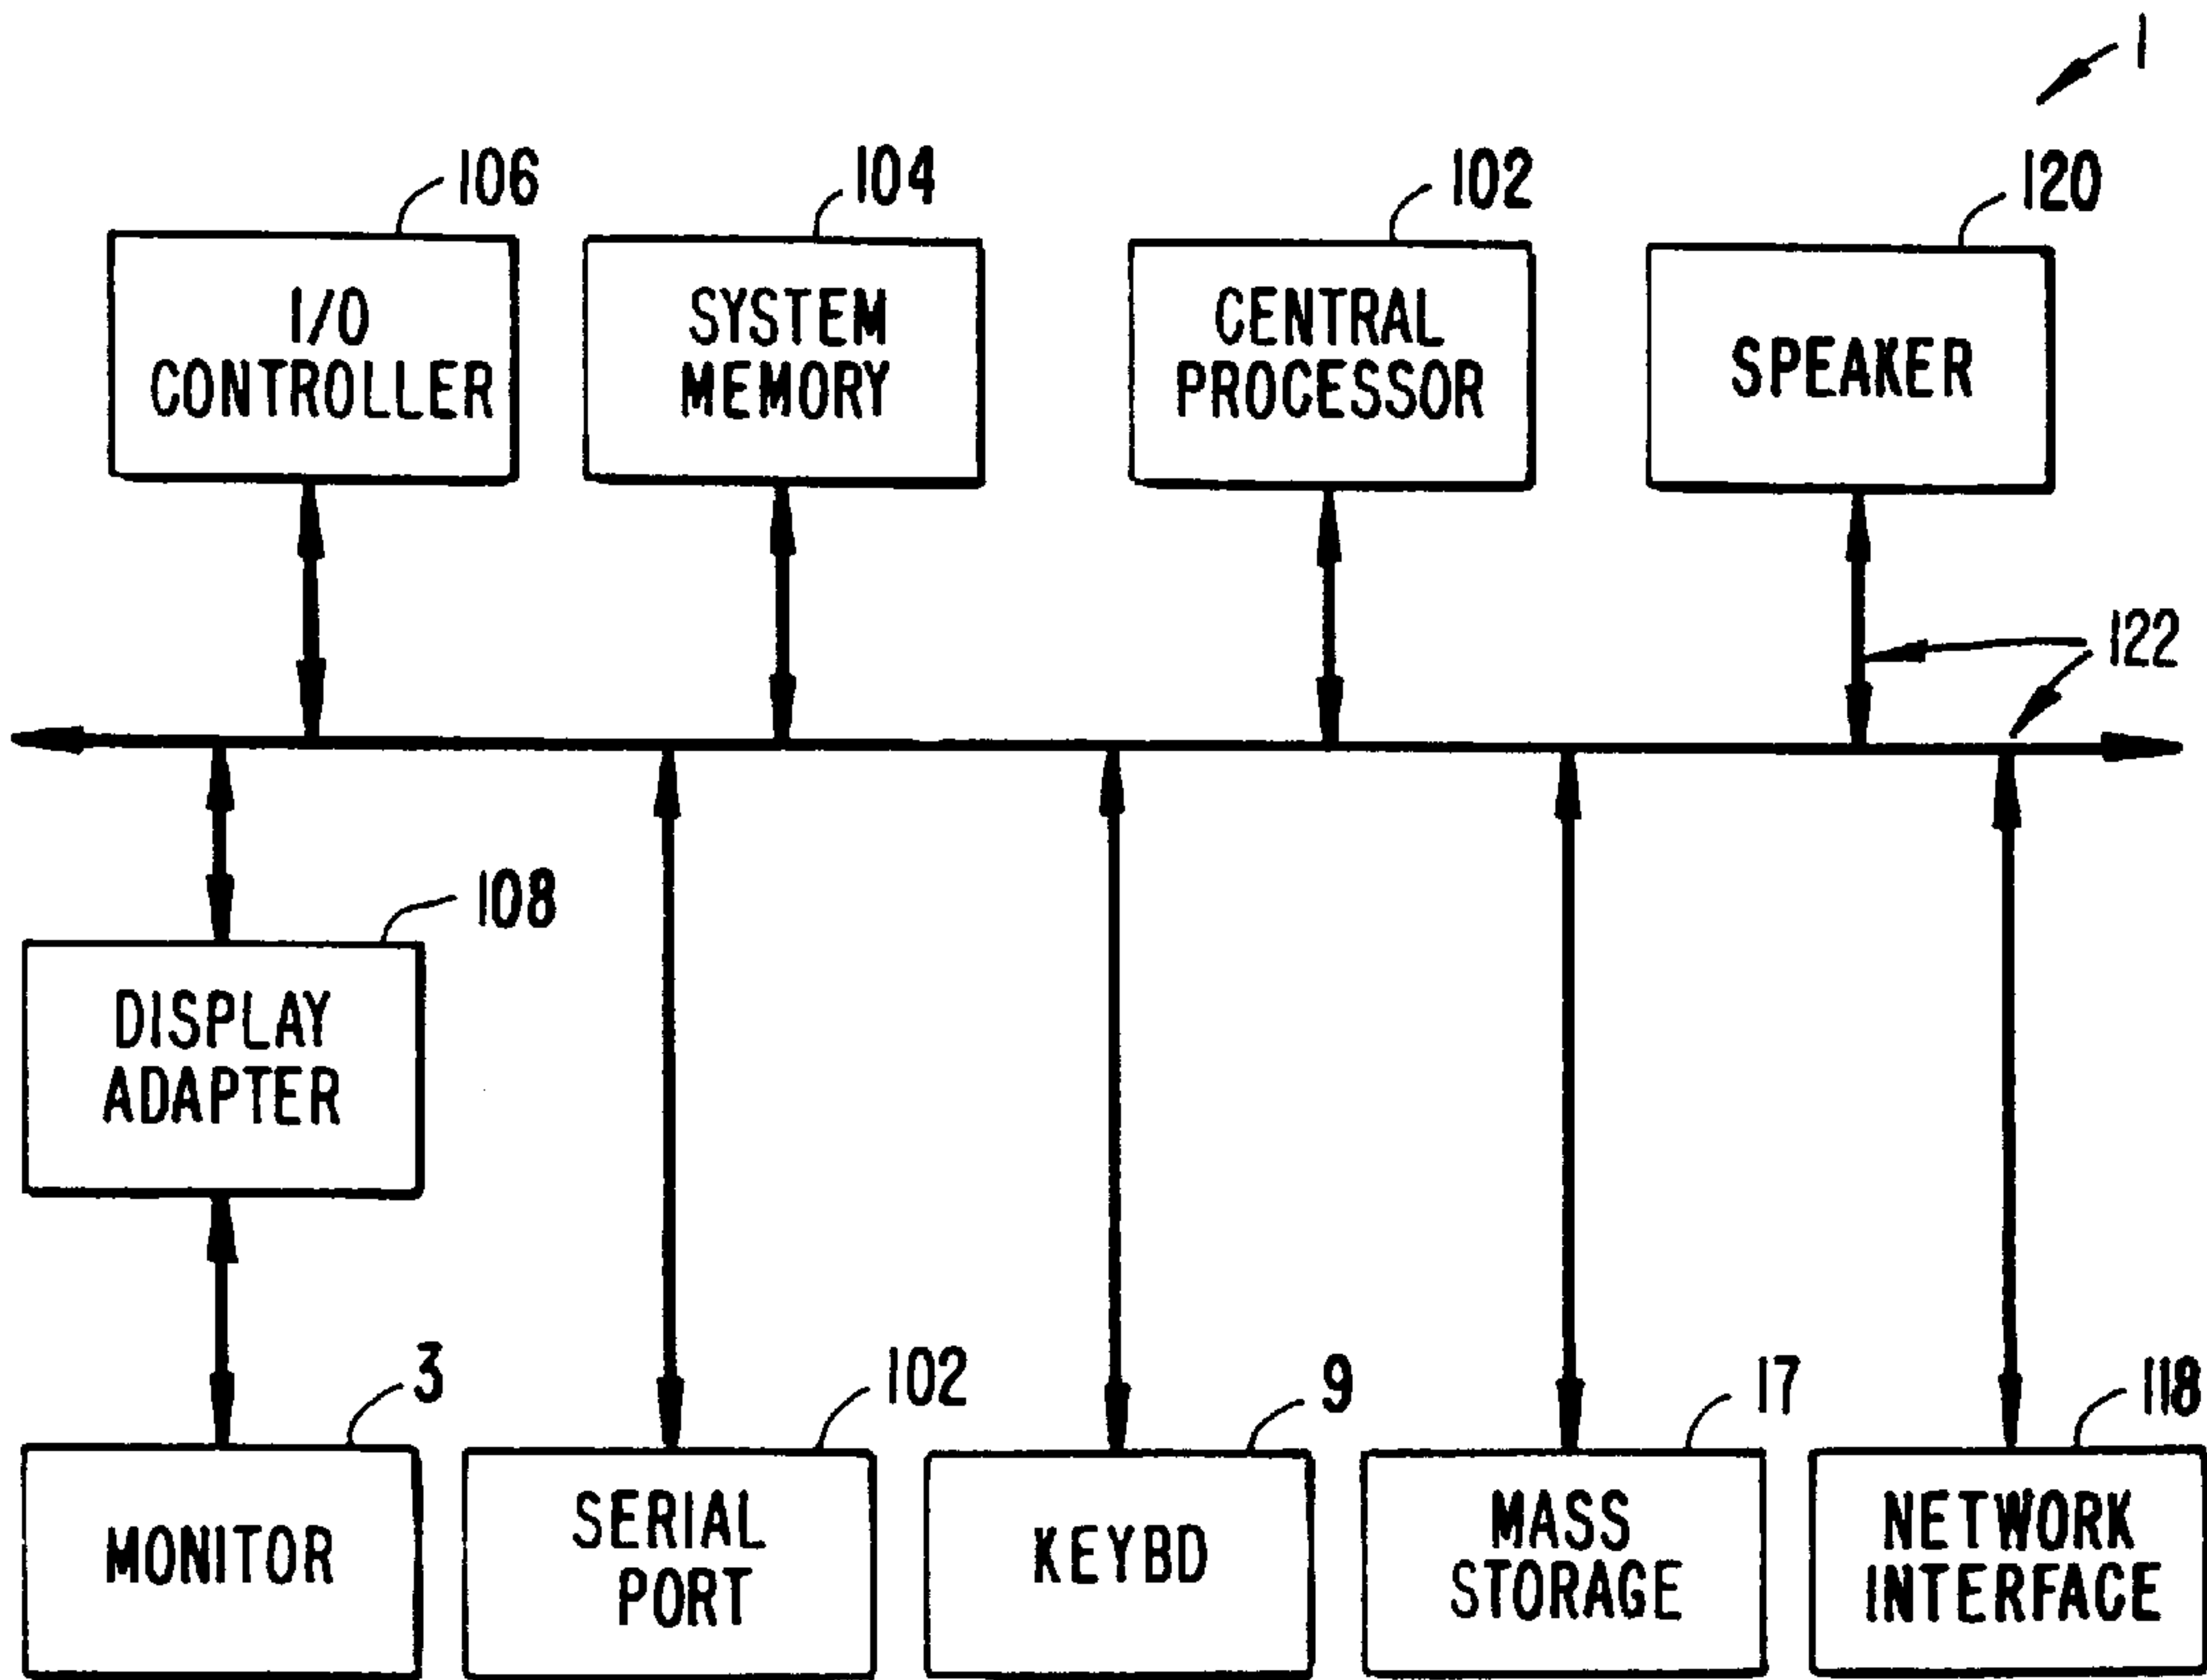 1
106
104
102
120
I/O
CONTROLLER
SYSTEM
MEMORY
CENTRAL
PROCESSOR
SPEAKER
122
108
DISPLAY
ADAPTER
3
102
9
17
118
MONITOR
SERIAL
PORT
KEYBD
MASS
STORAGE
NETWORK
INTERFACE